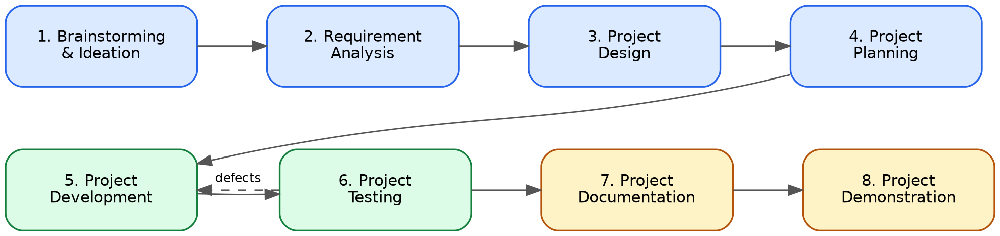 1. Brainstorming
& Ideation
2. Requirement
Analysis
3. Project
Design
4. Project
Planning
5. Project
Development
defects
6. Project
Testing
7. Project
Documentation
8. Project
Demonstration